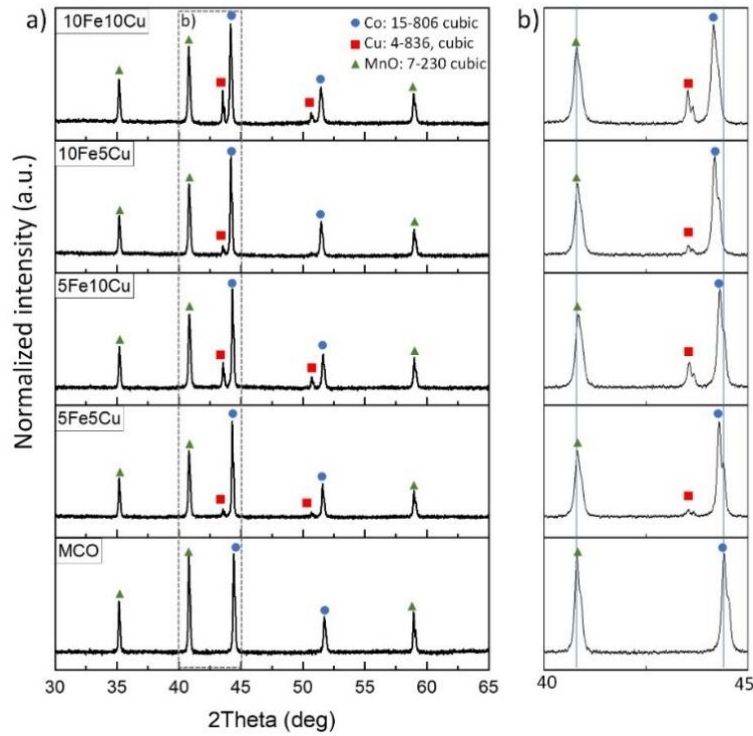 a)
b)
10Fe10Cu
b)
Co: 15-806 cubic
Cu: 4-836, cubic
MnO: 7-230 cubic
10Fe5Cu
5Fe10Cu
5Fe5Cu
MCO
Normalized intensity (a.u.)
30 35 40 45 50 55 60 65
40 45
2Theta (deg)